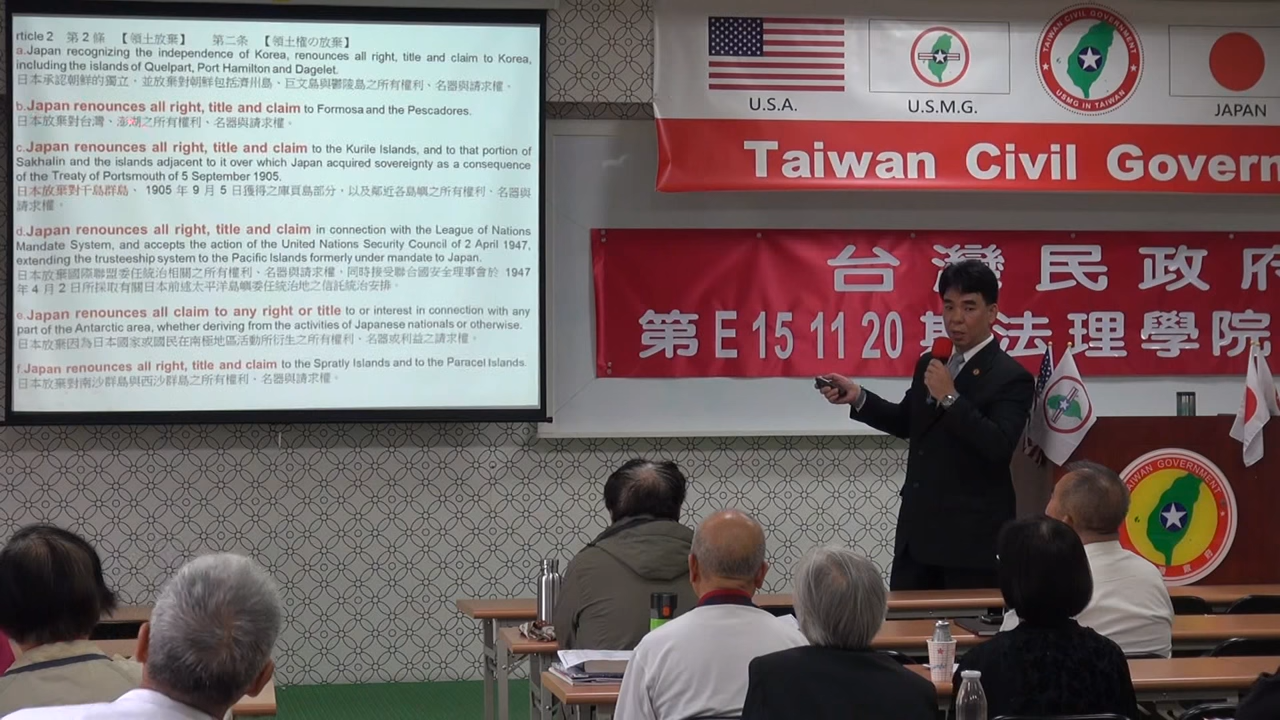 rticle 2 第 2 條 【領土放棄】 第二条 【領土權の放棄】
a.Japan recognizing the independence of Korea, renounces all right, title and claim to Korea,
including the islands of Quelpart, Port Hamilton and Dagelet.
日本承認朝鮮的獨立、並放棄對朝鮮包括濟州島、巨文島與鬱陵島之所有權利、名器與請求權。
b.Japan renounces all right, title and claim to Formosa and the Pescadores.
日本放棄對台灣、澎湖之所有權利、名器與請求權。
c.Japan renounces all right, title and claim to the Kurile Islands, and to that portion of
Sakhalin and the islands adjacent to it over which Japan acquired sovereignty as a consequence
of the Treaty of Portsmouth of 5 September 1905.
日本放棄對千島群島、1905 年 9 月 5 日獲得之庫頁島部分、以及鄰近各島嶼之所有權利、名器與
請求權。
d.Japan renounces all right, title and claim in connection with the League of Nations
Mandate System, and accepts the action of the United Nations Security Council of 2 April 1947,
extending the trusteeship system to the Pacific Islands formerly under mandate to Japan.
日本放棄國際聯盟委任統治相關之所有權利、名器與請求權，同時接受聯合國安全理事會於 1947
年 4 月 2 日所採取有關日本前述太平洋島嶼委任統治地之信託統治安排。
e.Japan renounces all claim to any right or title to or interest in connection with any
part of the Antarctic area, whether deriving from the activities of Japanese nationals or otherwise.
日本放棄因為日本國家或國民在南極地區活動所衍生之所有權利、名器或利益之請求權。
f.Japan renounces all right, title and claim to the Spratly Islands and to the Paracel Islands.
日本放棄對南沙群島與西沙群島之所有權利、名器與請求權。
U.S.A.
U.S.M.G.
TAIWAN CIVIL GOVERNMENT
USMG IN TAIWAN
JAPAN
Taiwan Civil Govern
台灣民政府
第E 15 11 20 期法理學院
TAIWAN GOVERNMENT